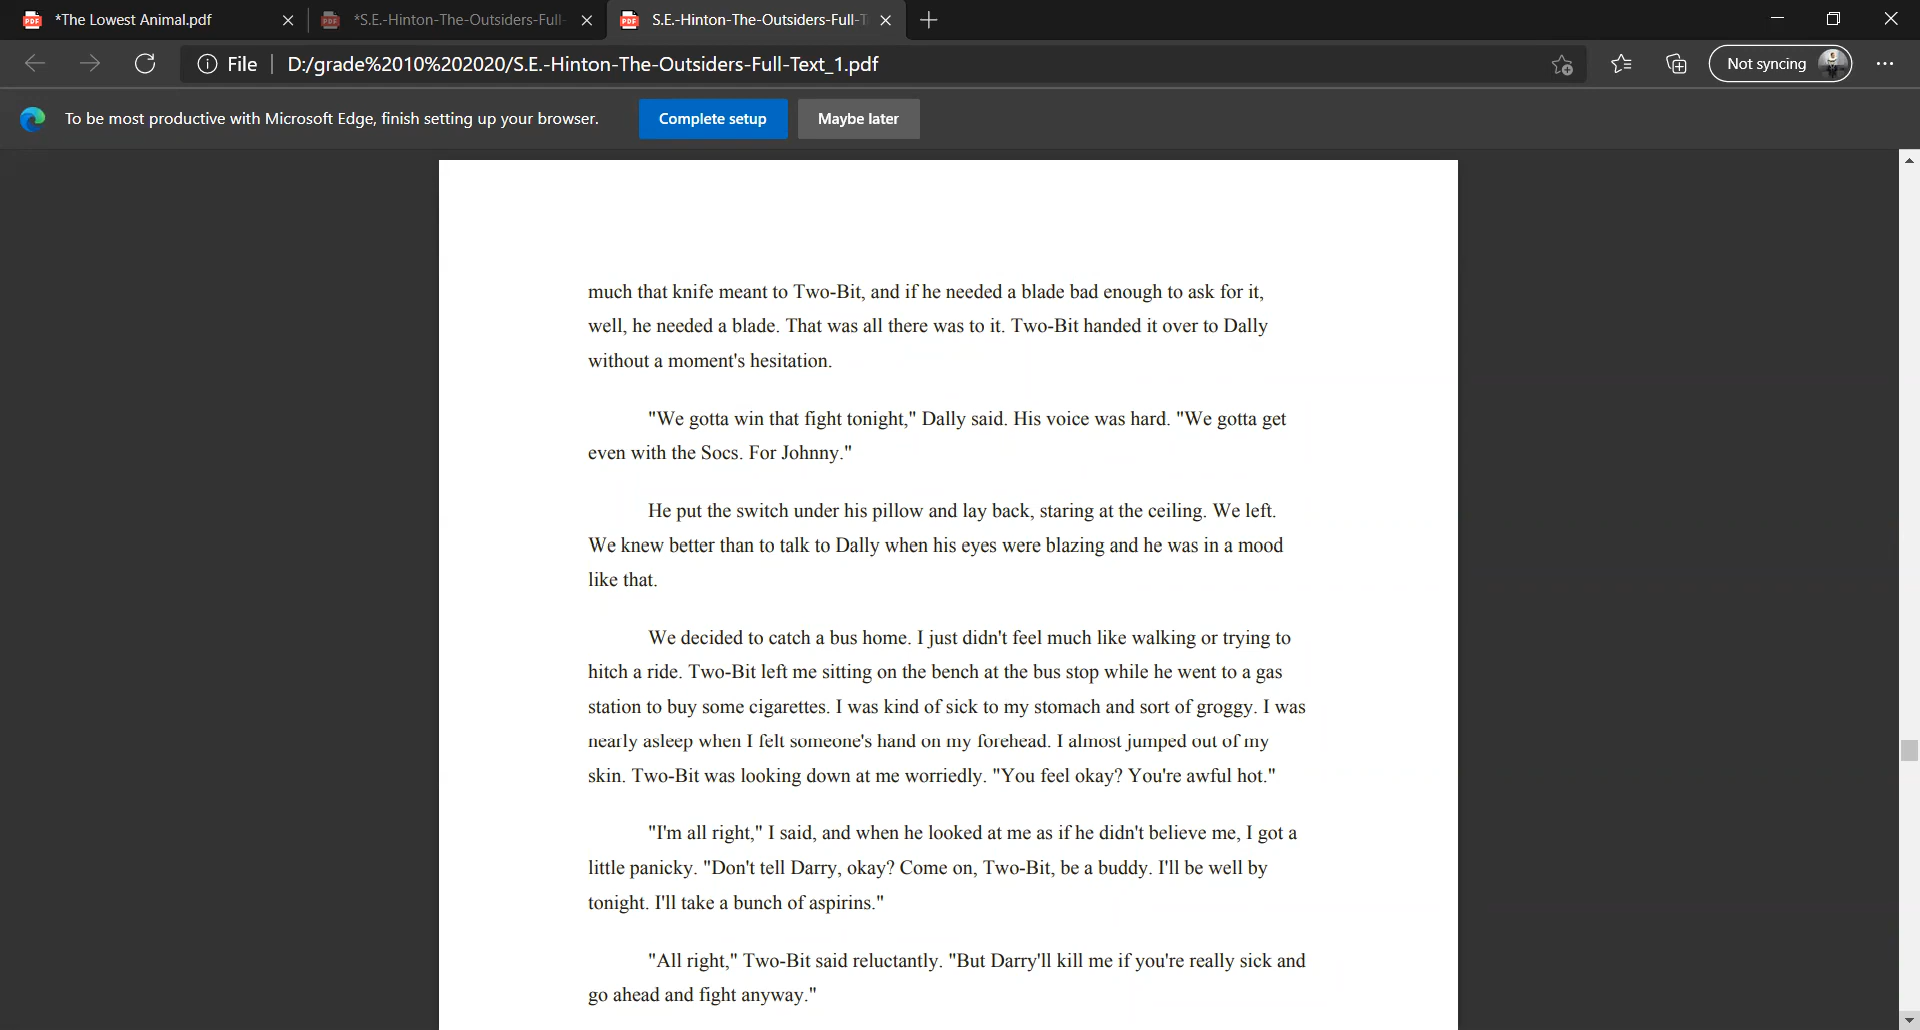 *The Lowest Animal.pdf
*S.E.-Hinton-The-Outsiders-Full-
S.E.-Hinton-The-Outsiders-Full-T
File
D:/grade%2010%202020/S.E.-Hinton-The-Outsiders-Full-Text_1.pdf
Not syncing
To be most productive with Microsoft Edge, finish setting up your browser.
Complete setup
Maybe later
much that knife meant to Two-Bit, and if he needed a blade bad enough to ask for it,
well, he needed a blade. That was all there was to it. Two-Bit handed it over to Dally
without a moment's hesitation.
"We gotta win that fight tonight," Dally said. His voice was hard. "We gotta get
even with the Socs. For Johnny."
He put the switch under his pillow and lay back, staring at the ceiling. We left.
We knew better than to talk to Dally when his eyes were blazing and he was in a mood
like that.
We decided to catch a bus home. I just didn't feel much like walking or trying to
hitch a ride. Two-Bit left me sitting on the bench at the bus stop while he went to a gas
station to buy some cigarettes. I was kind of sick to my stomach and sort of groggy. I was
nearly asleep when I felt someone's hand on my forehead. I almost jumped out of my
skin. Two-Bit was looking down at me worriedly. "You feel okay? You're awful hot."
"I'm all right," I said, and when he looked at me as if he didn't believe me, I got a
little panicky. "Don't tell Darry, okay? Come on, Two-Bit, be a buddy. I'll be well by
tonight. I'll take a bunch of aspirins."
"All right," Two-Bit said reluctantly. "But Darry'll kill me if you're really sick and
go ahead and fight anyway."